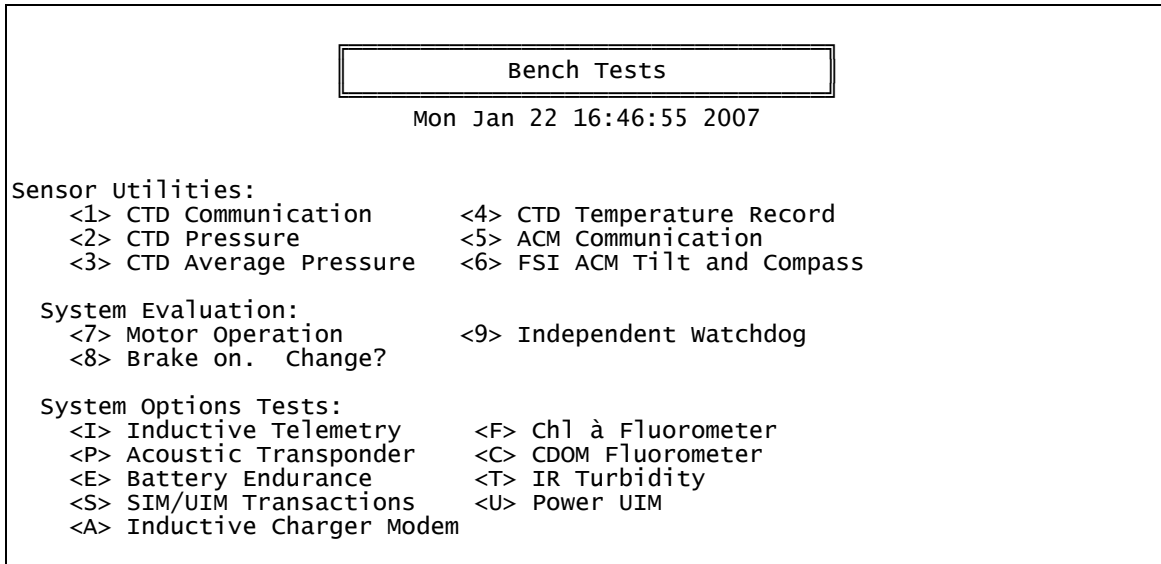 Bench Tests
Mon Jan 22 16:46:55 2007
Sensor Utilities:
<1> CTD Communication <4> CTD Temperature Record
<2> CTD Pressure <5> ACM Communication
<3> CTD Average Pressure <6> FSI ACM Tilt and Compass
System Evaluation:
<7> Motor Operation <9> Independent Watchdog
<8> Brake on. Change?
System Options Tests:
<I> Inductive Telemetry <F> Chl à Fluorometer
<P> Acoustic Transponder <C> CDOM Fluorometer
<E> Battery Endurance <T> IR Turbidity
<S> SIM/UIM Transactions <U> Power UIM
<A> Inductive Charger Modem